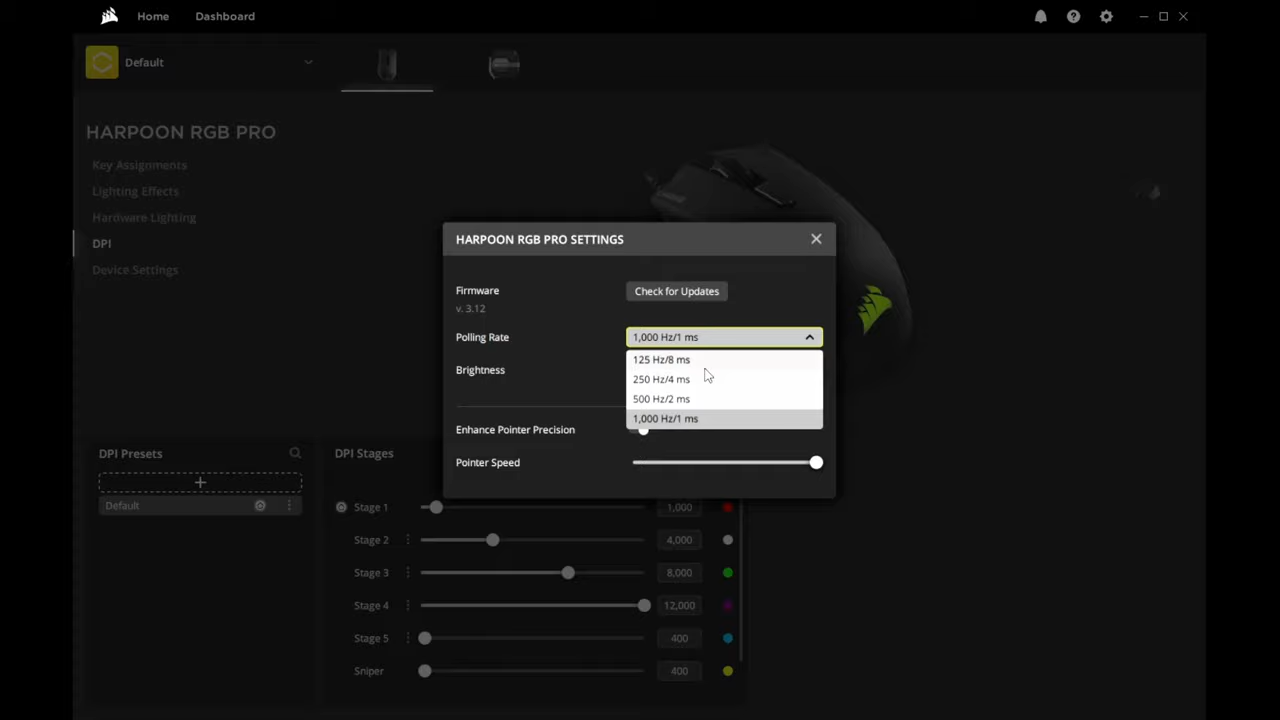 Home Dashboard
Default
HARPOON RGB PRO
Key Assignments
Lighting Effects
Hardware Lighting
DPI
Device Settings
HARPOON RGB PRO SETTINGS
Firmware Check for Updates
v. 3.12
Polling Rate 1,000 Hz/1 ms
125 Hz/8 ms
Brightness
250 Hz/4 ms
500 Hz/2 ms
1,000 Hz/1 ms
Enhance Pointer Precision
Pointer Speed
DPI Presets
+
Default
DPI Stages
Stage 1 1,000
Stage 2 4,000
Stage 3 8,000
Stage 4 12,000
Stage 5 400
Sniper 400